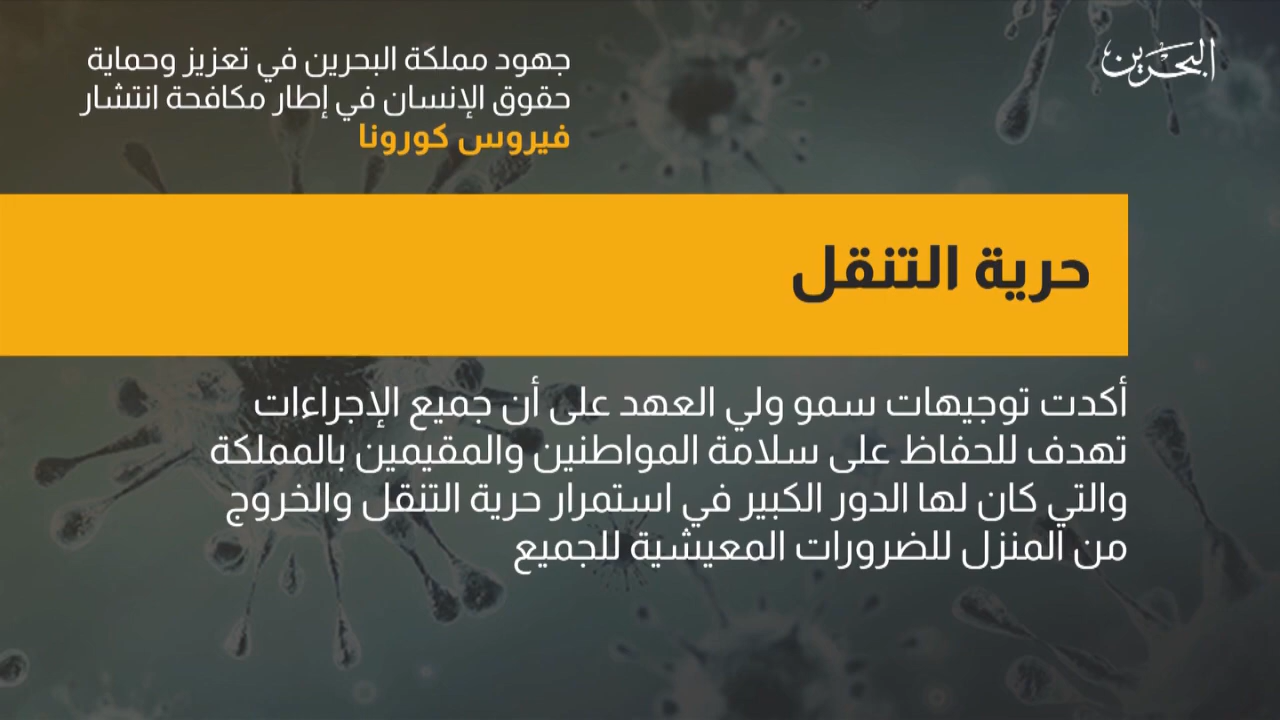 البحرين
جهود مملكة البحرين في تعزيز وحماية
حقوق الإنسان في إطار مكافحة انتشار
فيروس كورونا
حرية التنقل
أكدت توجيهات سمو ولي العهد على أن جميع الإجراءات
تهدف للحفاظ على سلامة المواطنين والمقيمين بالمملكة
والتي كان لها الدور الكبير في استمرار حرية التنقل والخروج
من المنزل للضرورات المعيشية للجميع